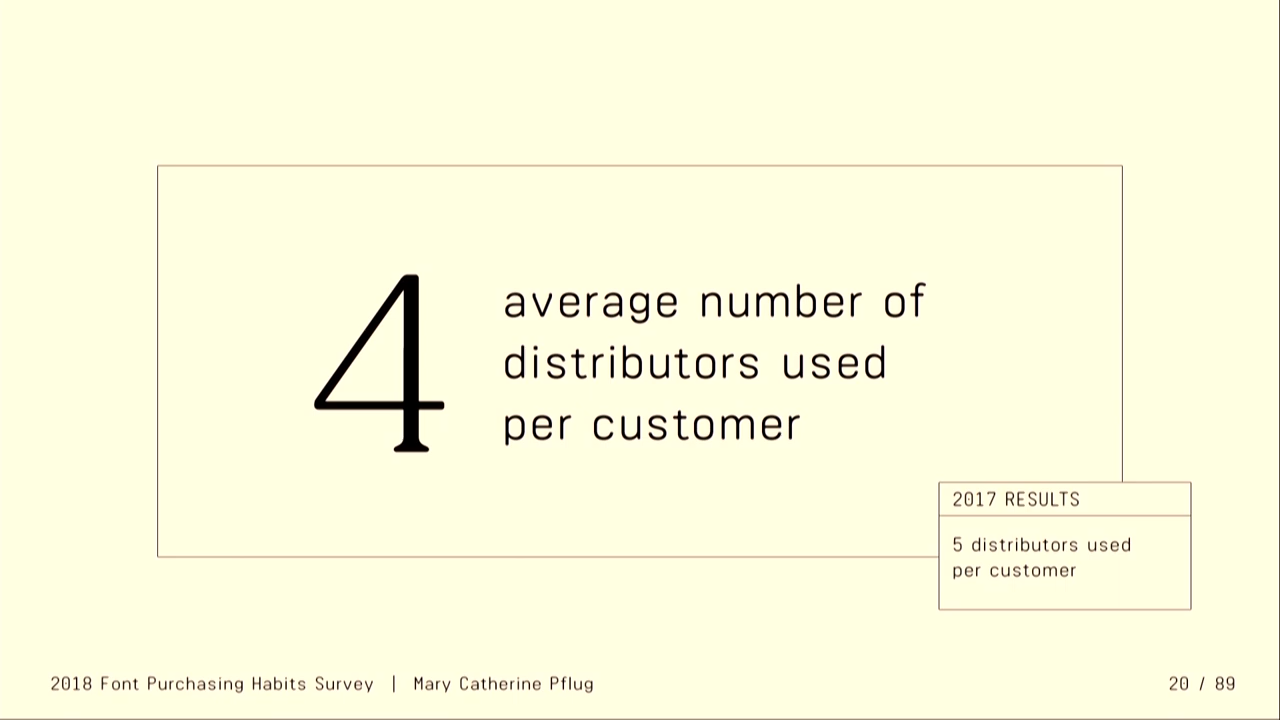 4
average number of
distributors used
per customer
2017 RESULTS
5 distributors used
per customer
2018 Font Purchasing Habits Survey | Mary Catherine Pflug
20 / 89